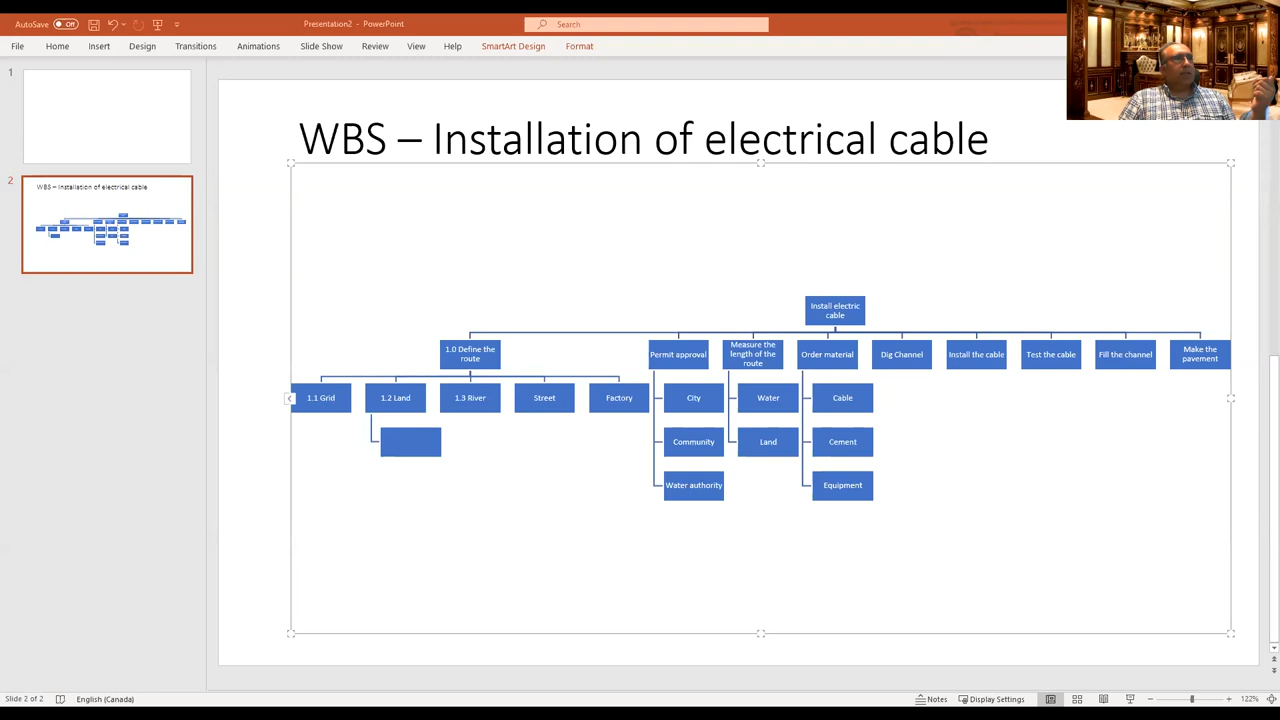 AutoSave Off
Presentation2 - PowerPoint
Search
File Home Insert Design Transitions Animations Slide Show Review View Help SmartArt Design Format
1
2
WBS – Installation of electrical cable
WBS – Installation of electrical cable
Install electric
cable
1.0 Define the
route
Permit approval
Measure the
length of the
route
Order material
Dig Channel
Install the cable
Test the cable
Fill the channel
Make the
pavement
1.1 Grid
1.2 Land
1.3 River
Street
Factory
City
Water
Cable
Community
Land
Cement
Water authority
Equipment
Slide 2 of 2
English (Canada)
Notes
Display Settings
122%